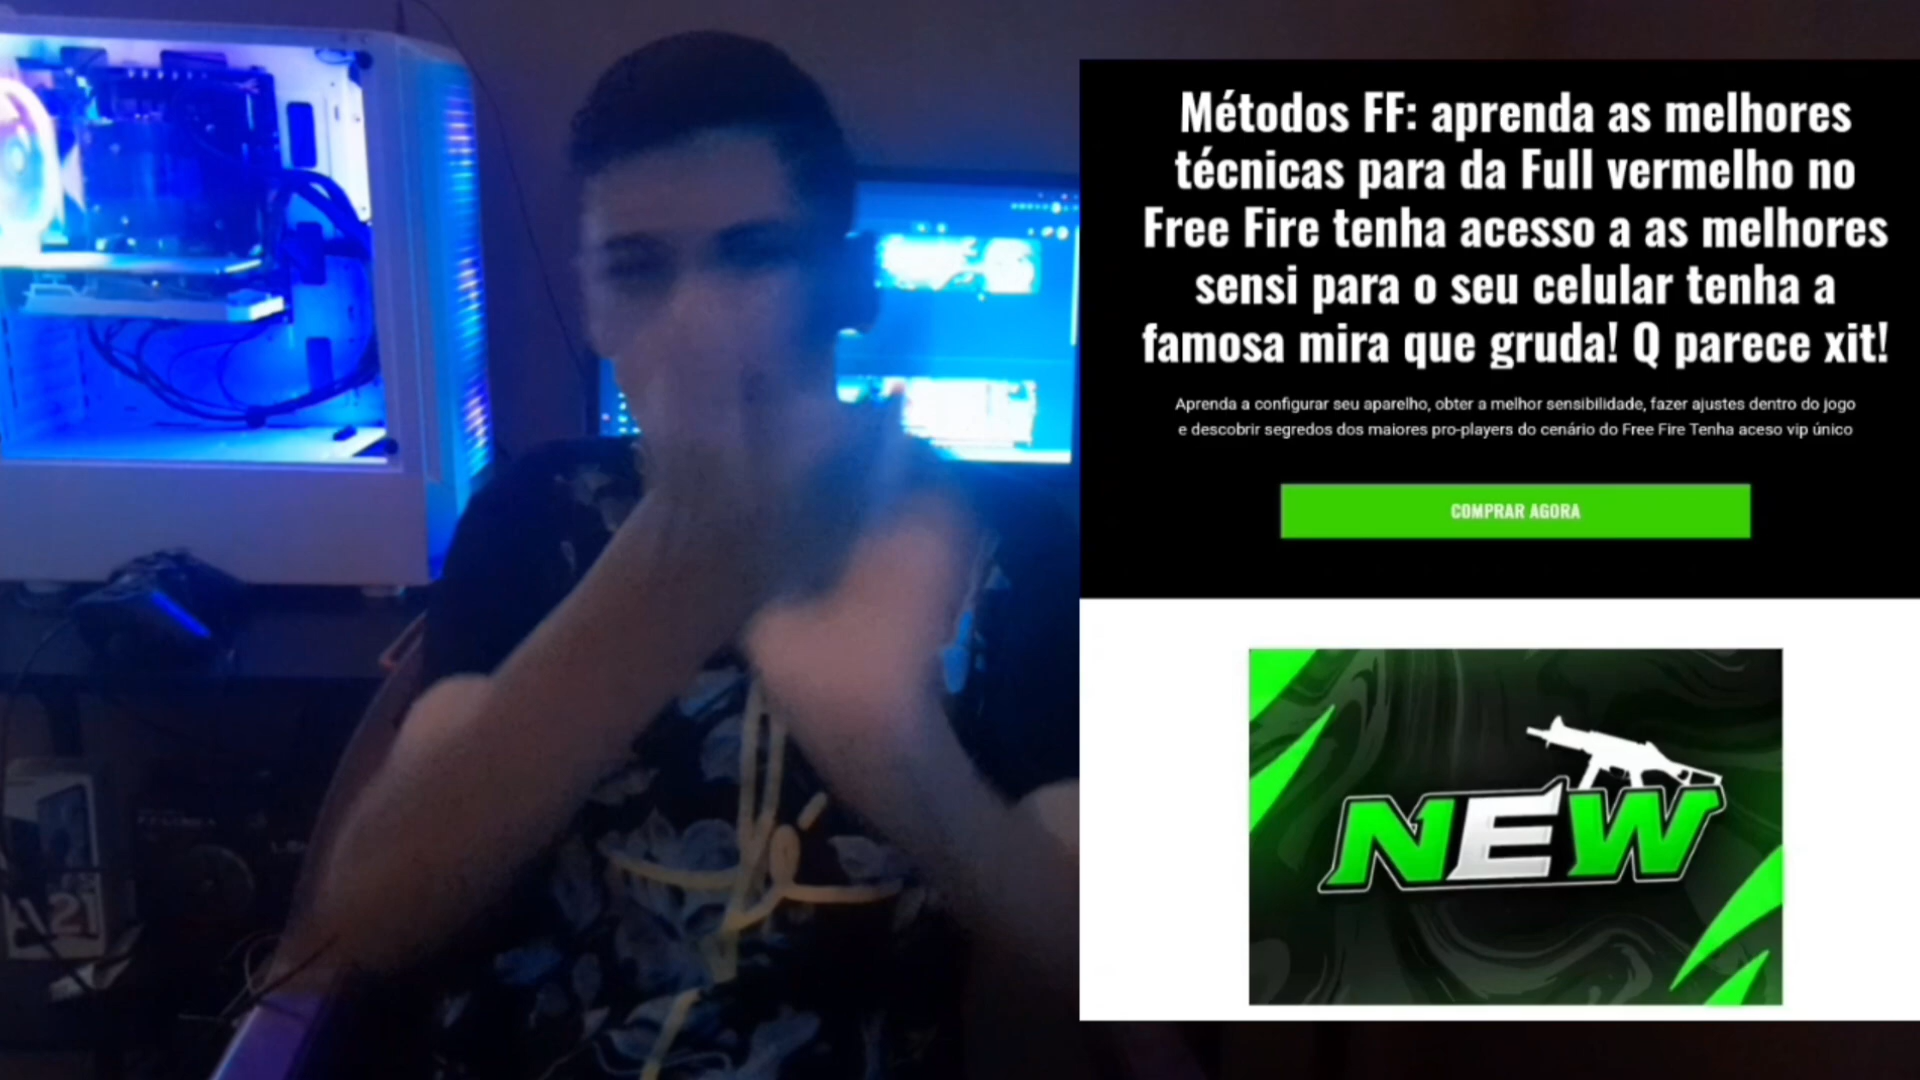 Métodos FF: aprenda as melhores
técnicas para da Full vermelho no
Free Fire tenha acesso a as melhores
sensi para o seu celular tenha a
famosa mira que gruda! Q parece xit!
Aprenda a configurar seu aparelho, obter a melhor sensibilidade, fazer ajustes dentro do jogo
e descobrir segredos dos maiores pro-players do cenário do Free Fire Tenha aceso vip único
COMPRAR AGORA
NEW
A21